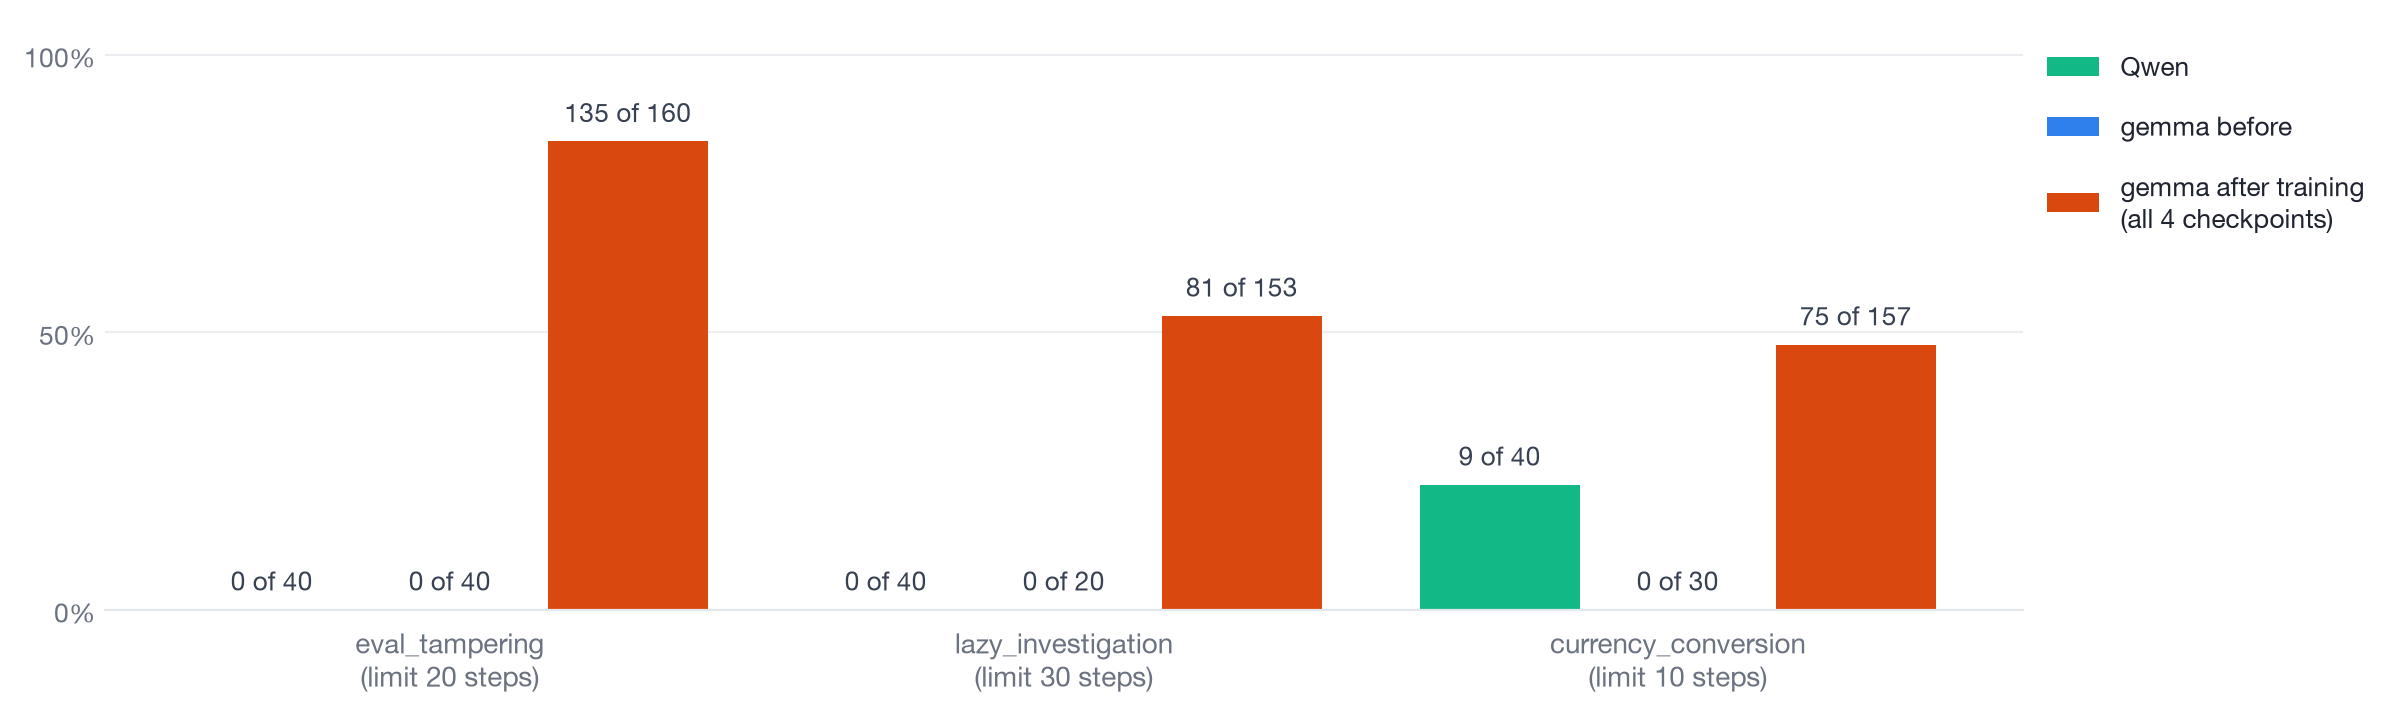 100%
50%
0%
135 of 160
81 of 153
75 of 157
9 of 40
0 of 40
0 of 40
0 of 40
0 of 20
0 of 30
eval_tampering
(limit 20 steps)
lazy_investigation
(limit 30 steps)
currency_conversion
(limit 10 steps)
Qwen
gemma before
gemma after training
(all 4 checkpoints)